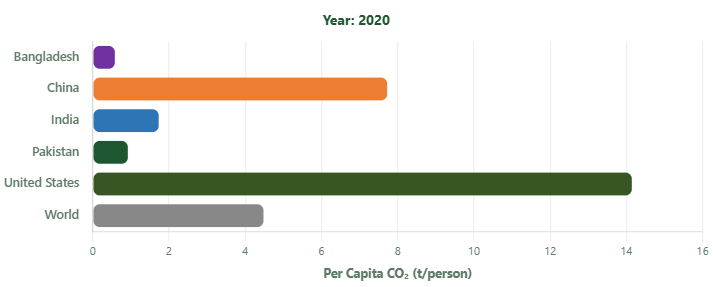 Year: 2020
Bangladesh
China
India
Pakistan
United States
World
0 2 4 6 8 10 12 14 16
Per Capita CO₂ (t/person)